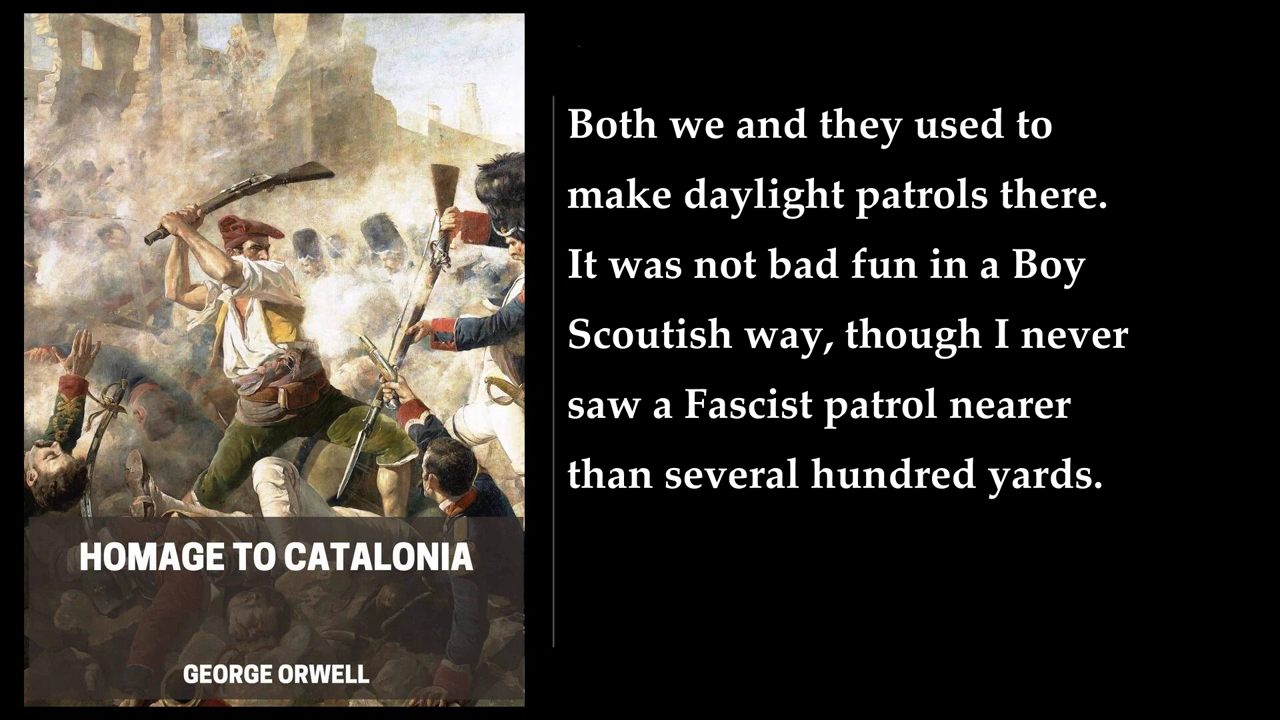 HOMAGE TO CATALONIA
GEORGE ORWELL
Both we and they used to
make daylight patrols there.
It was not bad fun in a Boy
Scoutish way, though I never
saw a Fascist patrol nearer
than several hundred yards.